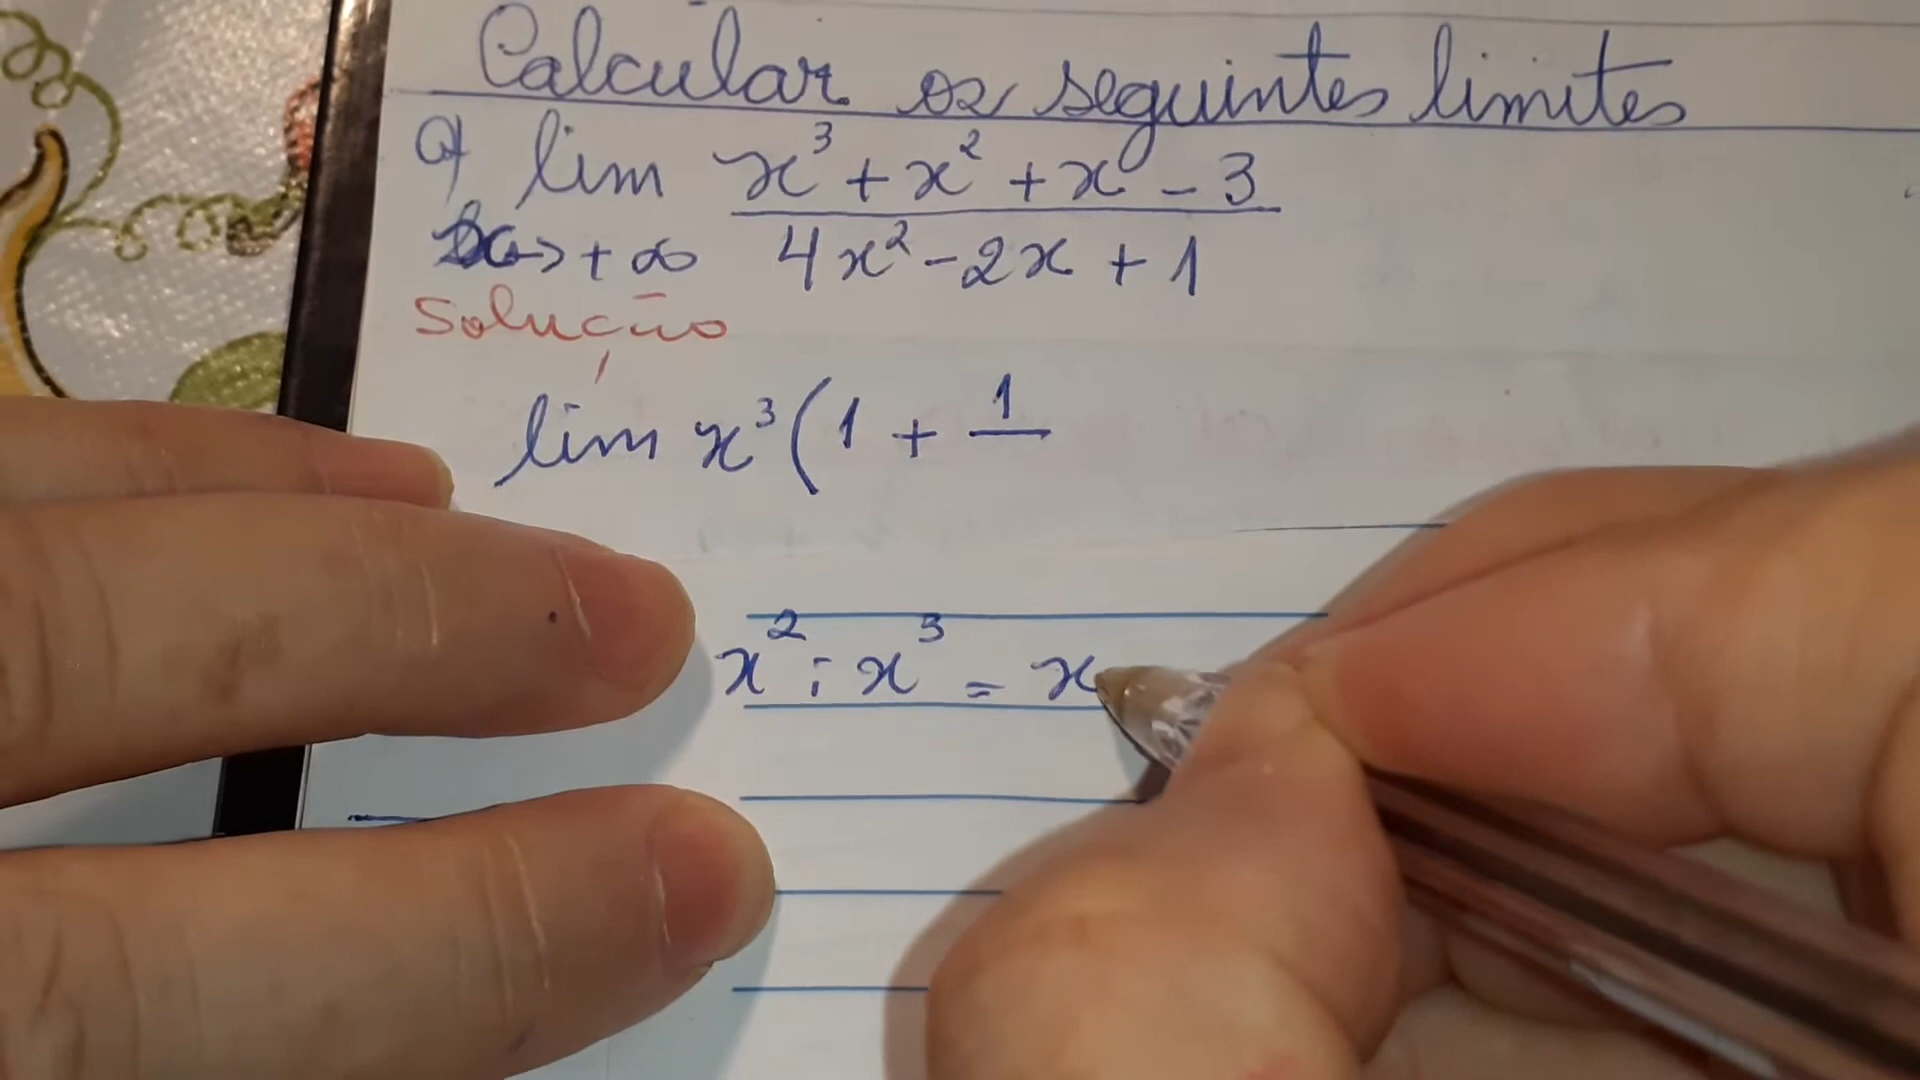 Calcular os seguintes limites
a) lim x³ + x² + x - 3
x -> + ∞ 4x² - 2x + 1
Solução
lim x³ (1 + 1
x² : x³ = x